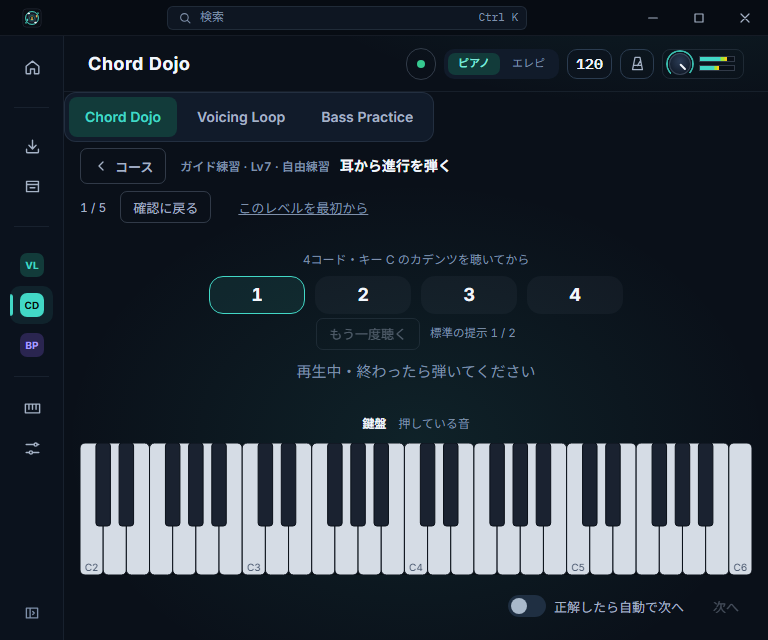 検索 Ctrl K
Chord Dojo ピアノ エレピ 120
Chord Dojo Voicing Loop Bass Practice
コース ガイド練習 · Lv7 · 自由練習 耳から進行を弾く
1 / 5 確認に戻る このレベルを最初から
4コード・キー C のカデンツを聴いてから
1 2 3 4
もう一度聴く 標準の提示 1 / 2
再生中・終わったら弾いてください
VL
CD
BP
鍵盤 押している音
C2 C3 C4 C5 C6
正解したら自動で次へ 次へ